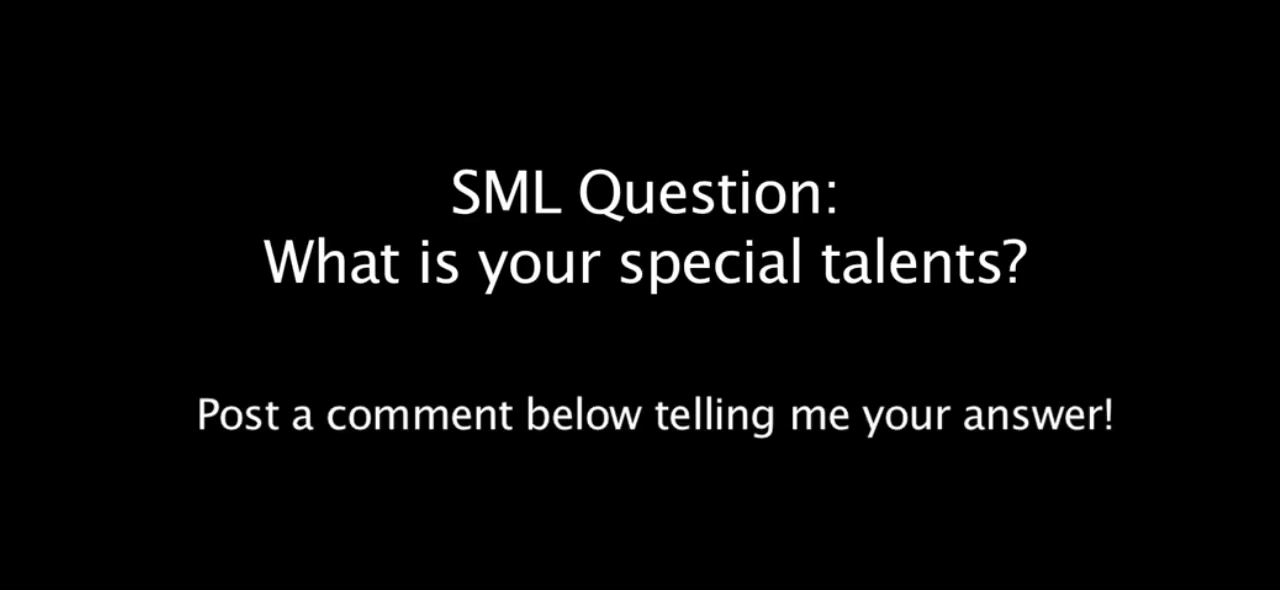 SML Question:
What is your special talents?
Post a comment below telling me your answer!